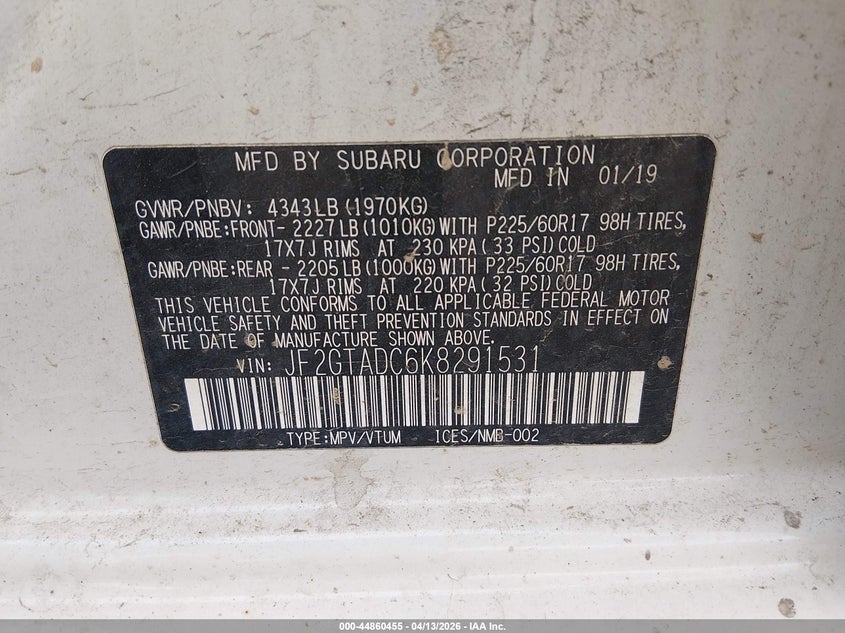 MFD BY SUBARU CORPORATION
MFD IN 01/19
GVWR/PNBV: 4343LB(1970KG)
GAWR/PNBE:FRONT- 2227LB(1010KG)WITH P225/60R17 98H TIRES,
17X7J RIMS AT 230 KPA( 33 PSI)COLD
GAWR/PNBE:REAR - 2205LB(1000KG)WITH P225/60R17 98H TIRES,
17X7J RIMS AT 220 KPA( 32 PSI)COLD
THIS VEHICLE CONFORMS TO ALL APPLICABLE FEDERAL MOTOR
VEHICLE SAFETY AND THEFT PREVENTION STANDARDS IN EFFECT ON
THE DATE OF MANUFACTURE SHOWN ABOVE.
VIN: JF2GTADC6K8291531
TYPE:MPV/VTUM ICES/NMB-002
000-44860455 - 04/13/2026 - IAA Inc.